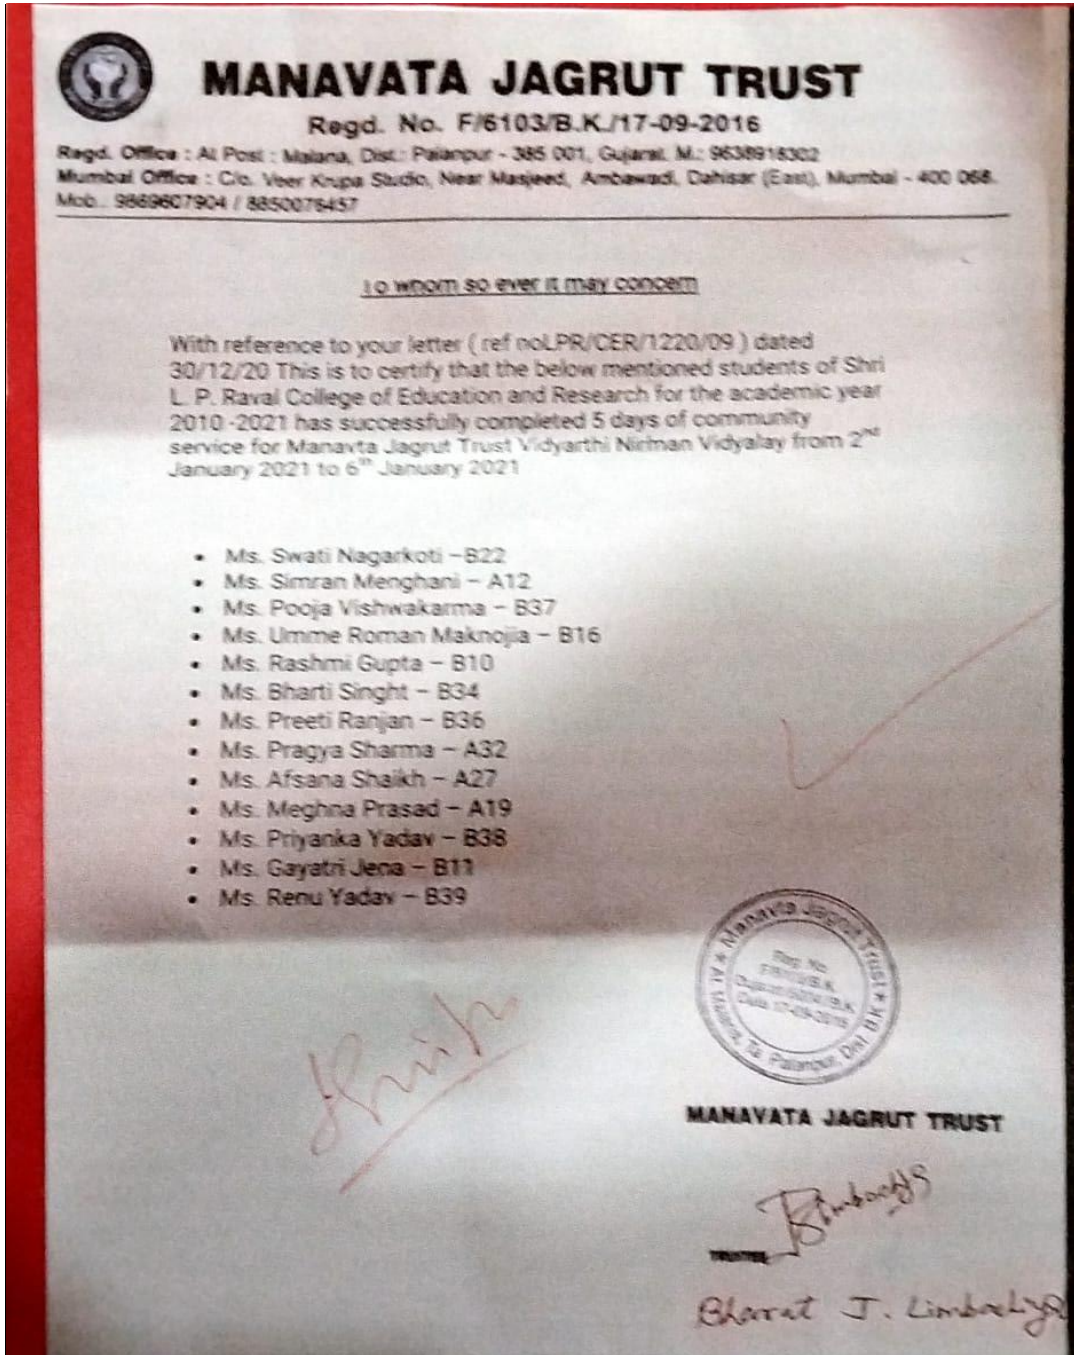 MANAVATA JAGRUT TRUST
Regd. No. F/6103/B.K./17-09-2016
Regd. Office : At Post : Malana, Dist.: Palanpur - 385 001, Gujarat. M.: 9638918302
Mumbai Office : C/o. Veer Krupa Studio, Near Masjeed, Ambawadi, Dahisar (East), Mumbai - 400 068.
Mob.. 9869607904 / 8850076457
To whom so ever it may concern
With reference to your letter ( ref noLPR/CER/1220/09 ) dated
30/12/20 This is to certify that the below mentioned students of Shri
L. P. Raval College of Education and Research for the academic year
2010 -2021 has successfully completed 5 days of community
service for Manavta Jagrut Trust Vidyarthi Nirman Vidyalay from 2nd
January 2021 to 6th January 2021
• Ms. Swati Nagarkoti –B22
• Ms. Simran Menghani – A12
• Ms. Pooja Vishwakarma – B37
• Ms. Umme Roman Maknojia – B16
• Ms. Rashmi Gupta – B10
• Ms. Bharti Singht – B34
• Ms. Preeti Ranjan – B36
• Ms. Pragya Sharma – A32
• Ms. Afsana Shaikh – A27
• Ms. Meghna Prasad – A19
• Ms. Priyanka Yadav – B38
• Ms. Gayatri Jena – B11
• Ms. Renu Yadav – B39
★ Manavta Jagrut Trust ★
At Malana, Ta. Palanpur, Dist. B.K.
Reg. No.
MANAVATA JAGRUT TRUST
TRUSTEE
Bharat J. Limbachiya